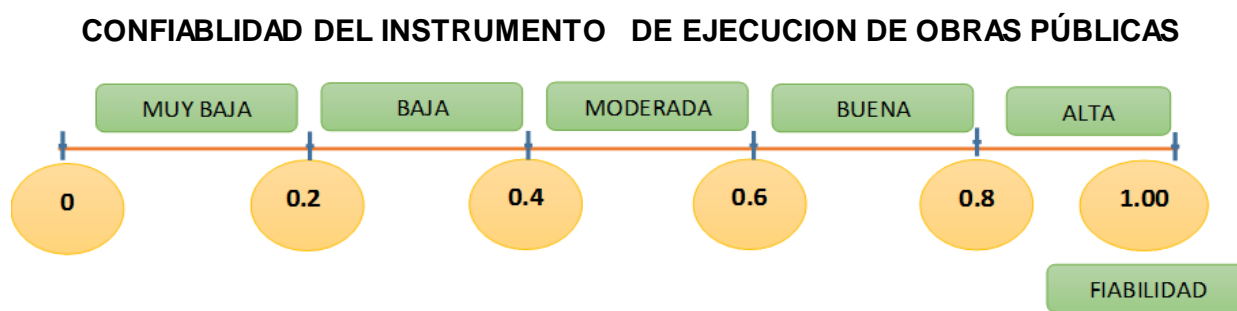 CONFIABLIDAD DEL INSTRUMENTO DE EJECUCION DE OBRAS PÚBLICAS
MUY BAJA BAJA MODERADA BUENA ALTA
0 0.2 0.4 0.6 0.8 1.00
FIABILIDAD